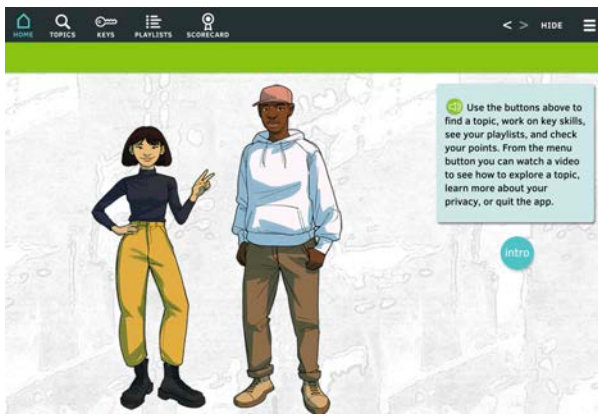 HOME TOPICS KEYS PLAYLISTS SCORECARD < > HIDE
Use the buttons above to
find a topic, work on key skills,
see your playlists, and check
your points. From the menu
button you can watch a video
to see how to explore a topic,
learn more about your
privacy, or quit the app.
intro